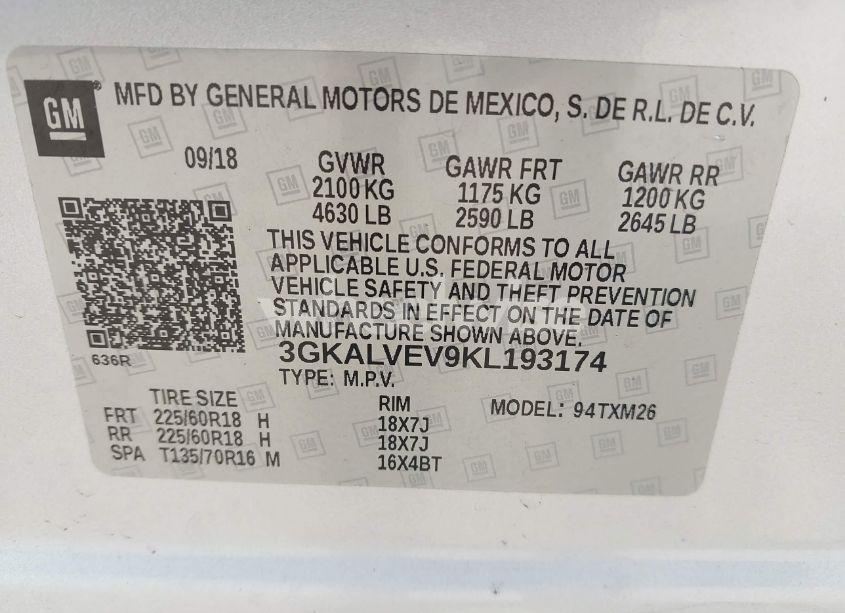 GM
MFD BY GENERAL MOTORS DE MEXICO, S. DE R.L. DE C.V.
09/18 GVWR GAWR FRT GAWR RR
2100 KG 1175 KG 1200 KG
4630 LB 2590 LB 2645 LB
THIS VEHICLE CONFORMS TO ALL
APPLICABLE U.S. FEDERAL MOTOR
VEHICLE SAFETY AND THEFT PREVENTION
STANDARDS IN EFFECT ON THE DATE OF
MANUFACTURE SHOWN ABOVE.
636R
3GKALVEV9KL193174
TYPE: M.P.V.
TIRE SIZE RIM MODEL: 94TXM26
FRT 225/60R18 H 18X7J
RR 225/60R18 H 18X7J
SPA T135/70R16 M 16X4BT